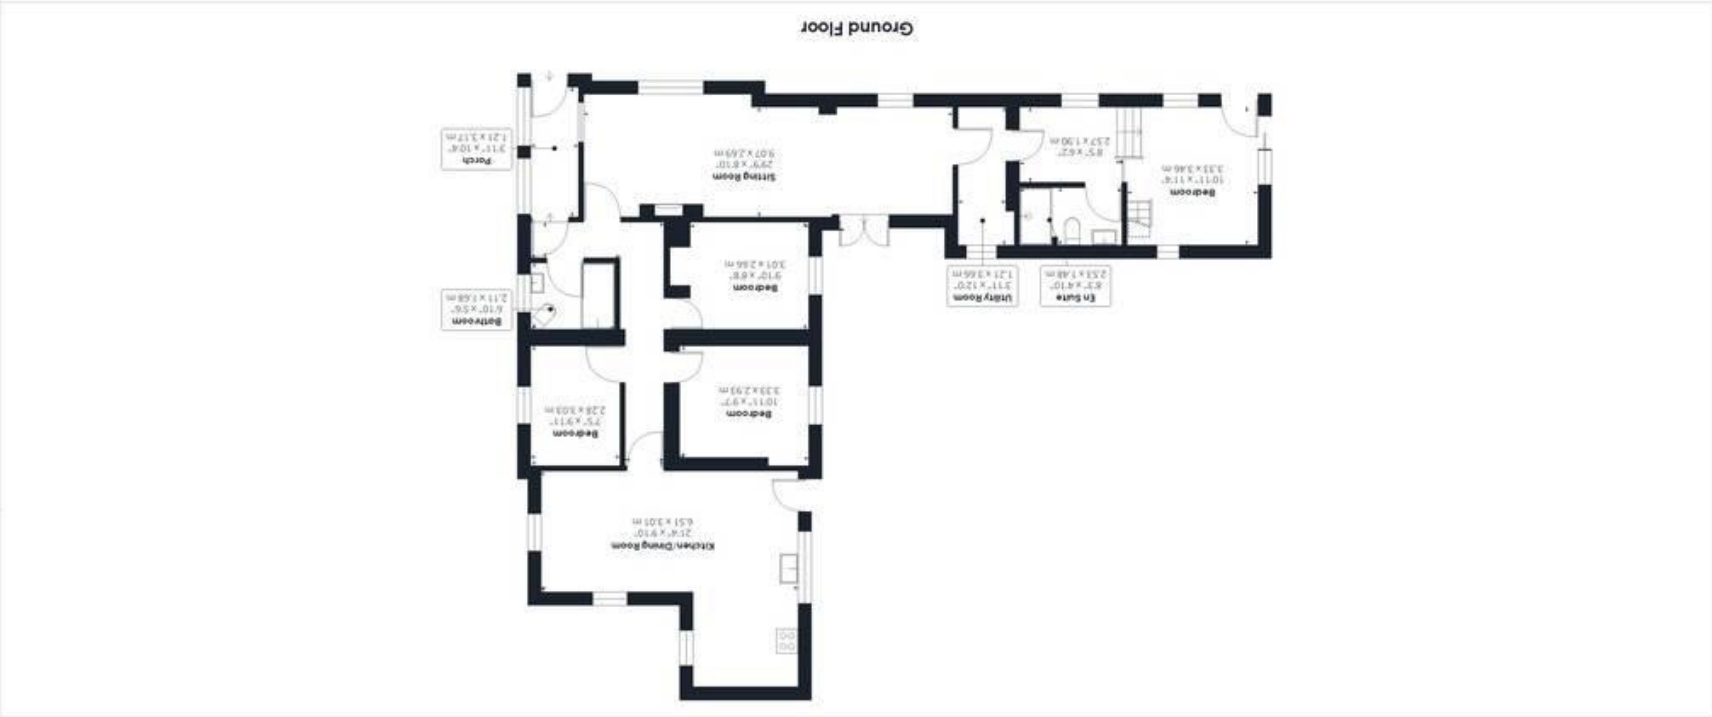 Kitchen/Dining Room
21'4" x 9'10"
6.51 x 3.01 m
Bedroom
10'11" x 9'7"
3.33 x 2.93 m
Bedroom
7'5" x 9'11"
2.28 x 3.03 m
En Suite
8'3" x 4'10"
2.53 x 1.48 m
Utility Room
3'11" x 12'0"
1.21 x 3.66 m
Bedroom
9'10" x 8'8"
3.01 x 2.66 m
Bathroom
6'10" x 5'6"
2.11 x 1.68 m
Bedroom
10'11" x 11'4"
3.33 x 3.46 m
8'5" x 6'2"
2.57 x 1.90 m
Sitting Room
29'9" x 8'10"
9.07 x 2.69 m
Porch
3'11" x 10'4"
1.21 x 3.17 m
Ground Floor